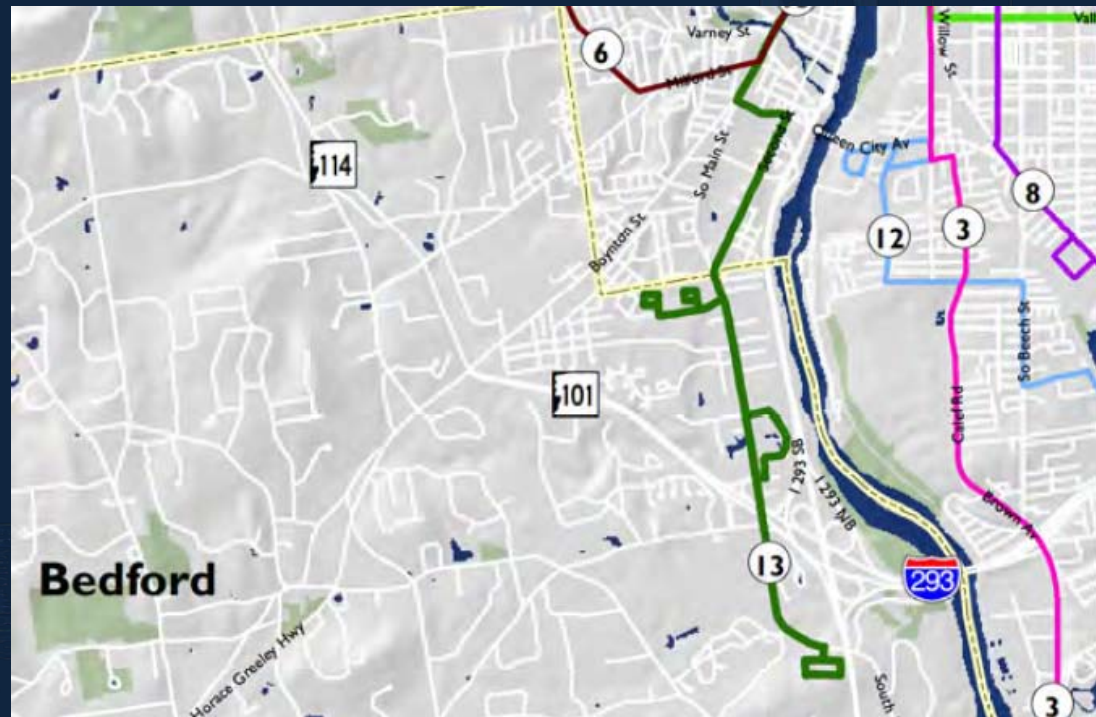 Varney St
Willow St
Vall
6
Milford St
Queen City Av
Second St
114
So Main St
8
12
3
Boynton St
So Beech St
101
Calef Rd
I 293 SB
I 293 NB
Brown Av
13
293
Bedford
Horace Greeley Hwy
South
3